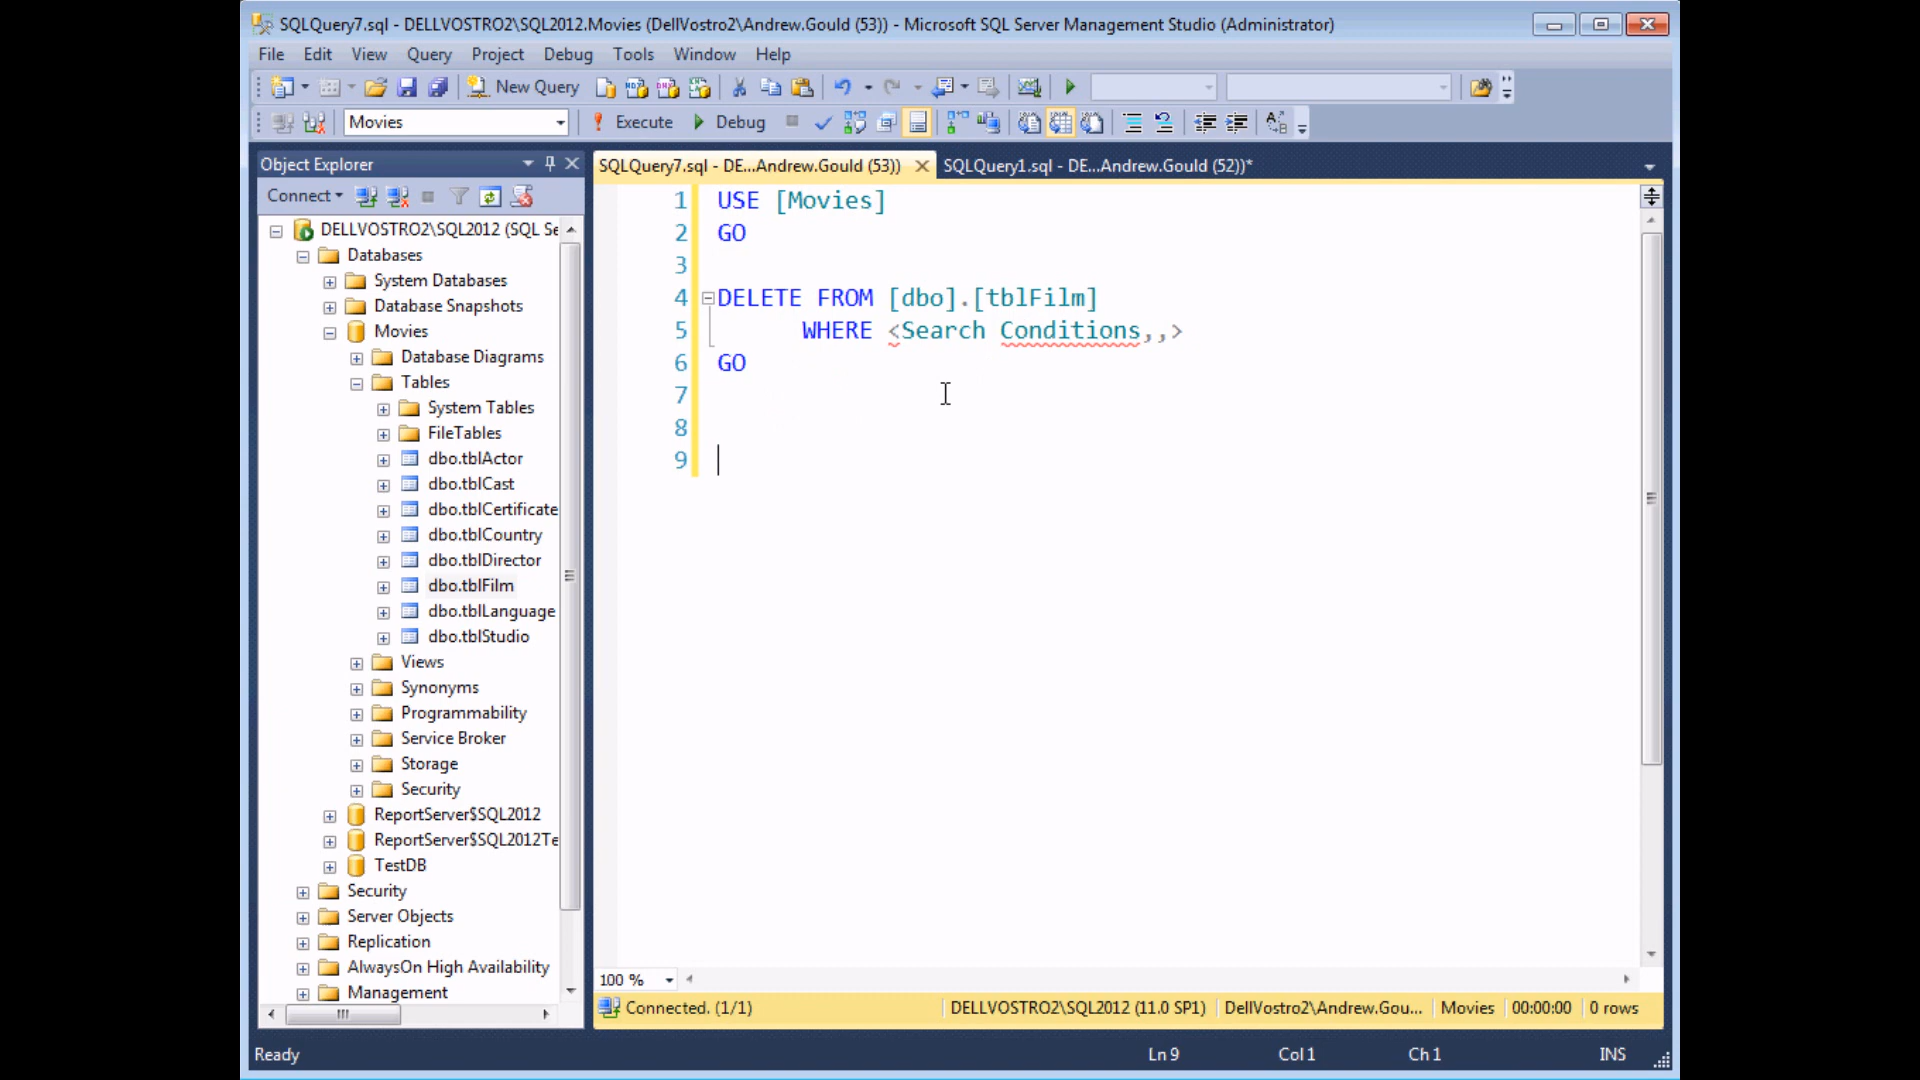 SQLQuery7.sql - DELLVOSTRO2\SQL2012.Movies (DellVostro2\Andrew.Gould (53)) - Microsoft SQL Server Management Studio (Administrator)
File Edit View Query Project Debug Tools Window Help
New Query
Movies Execute Debug
Object Explorer
SQLQuery7.sql - DE...Andrew.Gould (53)) SQLQuery1.sql - DE...Andrew.Gould (52))*
Connect
DELLVOSTRO2\SQL2012 (SQL Se
Databases
System Databases
Database Snapshots
Movies
Database Diagrams
Tables
System Tables
FileTables
dbo.tblActor
dbo.tblCast
dbo.tblCertificate
dbo.tblCountry
dbo.tblDirector
dbo.tblFilm
dbo.tblLanguage
dbo.tblStudio
Views
Synonyms
Programmability
Service Broker
Storage
Security
ReportServer$SQL2012
ReportServer$SQL2012Te
TestDB
Security
Server Objects
Replication
AlwaysOn High Availability
Management
1 USE [Movies]
2 GO
3
4 DELETE FROM [dbo].[tblFilm]
5 WHERE <Search Conditions,,>
6 GO
7
8
9
100 %
Connected. (1/1) DELLVOSTRO2\SQL2012 (11.0 SP1) DellVostro2\Andrew.Gou... Movies 00:00:00 0 rows
Ready Ln 9 Col 1 Ch 1 INS